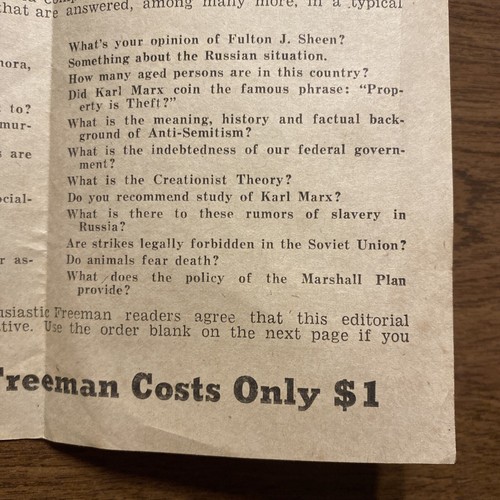 that are answered, among many more, in a typical
What's your opinion of Fulton J. Sheen?
Something about the Russian situation.
How many aged persons are in this country?
Did Karl Marx coin the famous phrase: "Prop-
erty is Theft?"
What is the meaning, history and factual back-
ground of Anti-Semitism?
What is the indebtedness of our federal govern-
ment?
What is the Creationist Theory?
Do you recommend study of Karl Marx?
What is there to these rumors of slavery in
Russia?
Are strikes legally forbidden in the Soviet Union?
Do animals fear death?
What does the policy of the Marshall Plan
provide?
usiastic Freeman readers agree that this editorial
tive. Use the order blank on the next page if you
Freeman Costs Only $1
ora,
to?
mur-
are
cial-
r as-